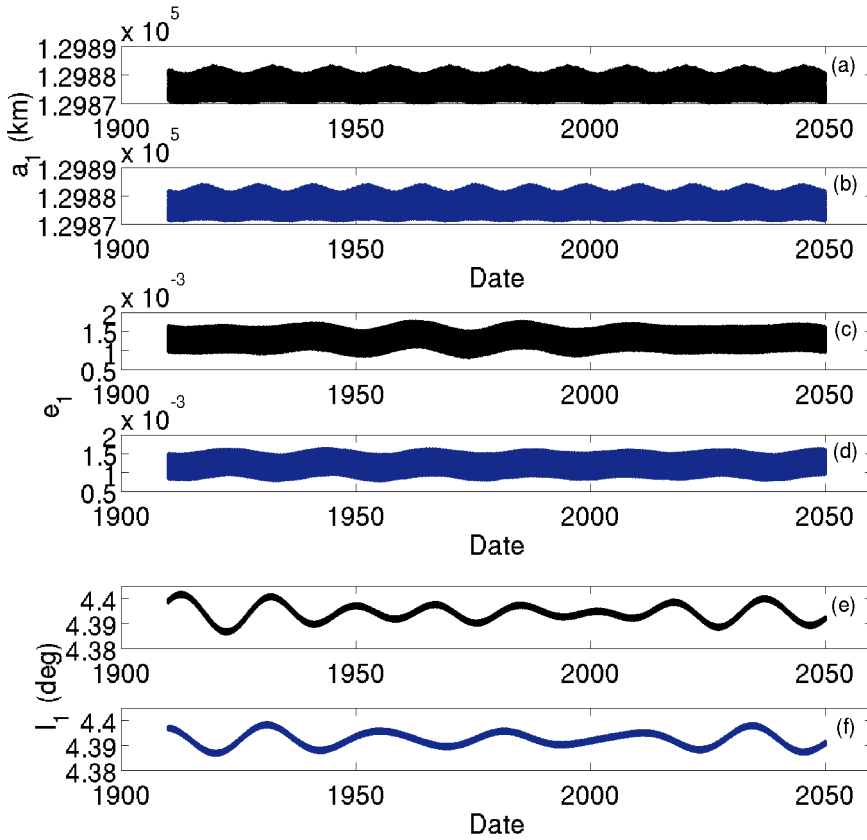 x 10^5
1.2989
1.2988
1.2987
(a)
1900 1950 2000 2050
a_1 (km)
x 10^5
1.2989
1.2988
1.2987
(b)
1900 1950 2000 2050
Date
x 10^-3
2
1.5
1
0.5
(c)
1900 1950 2000 2050
e_1
x 10^-3
2
1.5
1
0.5
(d)
1900 1950 2000 2050
Date
4.4
4.39
4.38
(e)
1900 1950 2000 2050
I_1 (deg)
4.4
4.39
4.38
(f)
1900 1950 2000 2050
Date